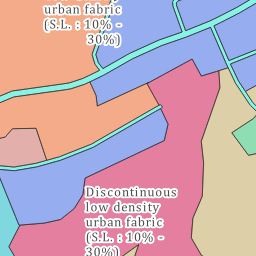 urban fabric
(S.L. : 10% -
30%)
Discontinuous
low density
urban fabric
(S.L. : 10% -
30%)